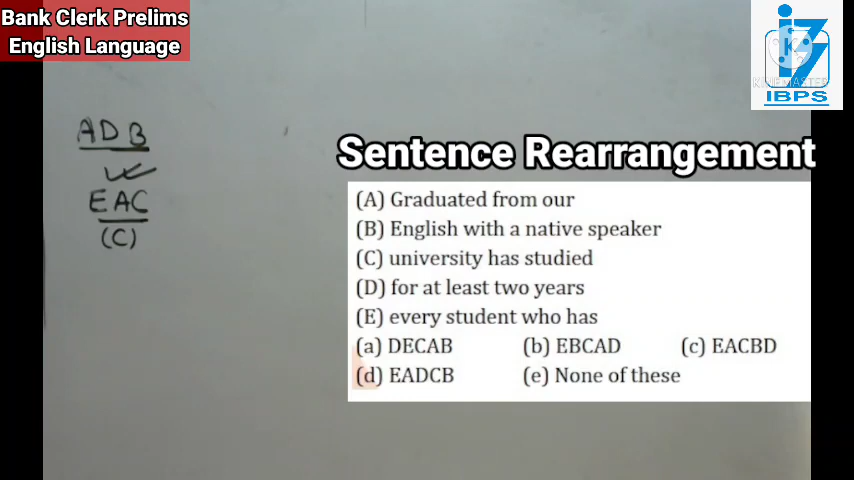 Bank Clerk Prelims
English Language
K
KINEMASTER
IBPS
ADB
EAC
(C)
Sentence Rearrangement
(A) Graduated from our
(B) English with a native speaker
(C) university has studied
(D) for at least two years
(E) every student who has
(a) DECAB (b) EBCAD (c) EACBD
(d) EADCB (e) None of these